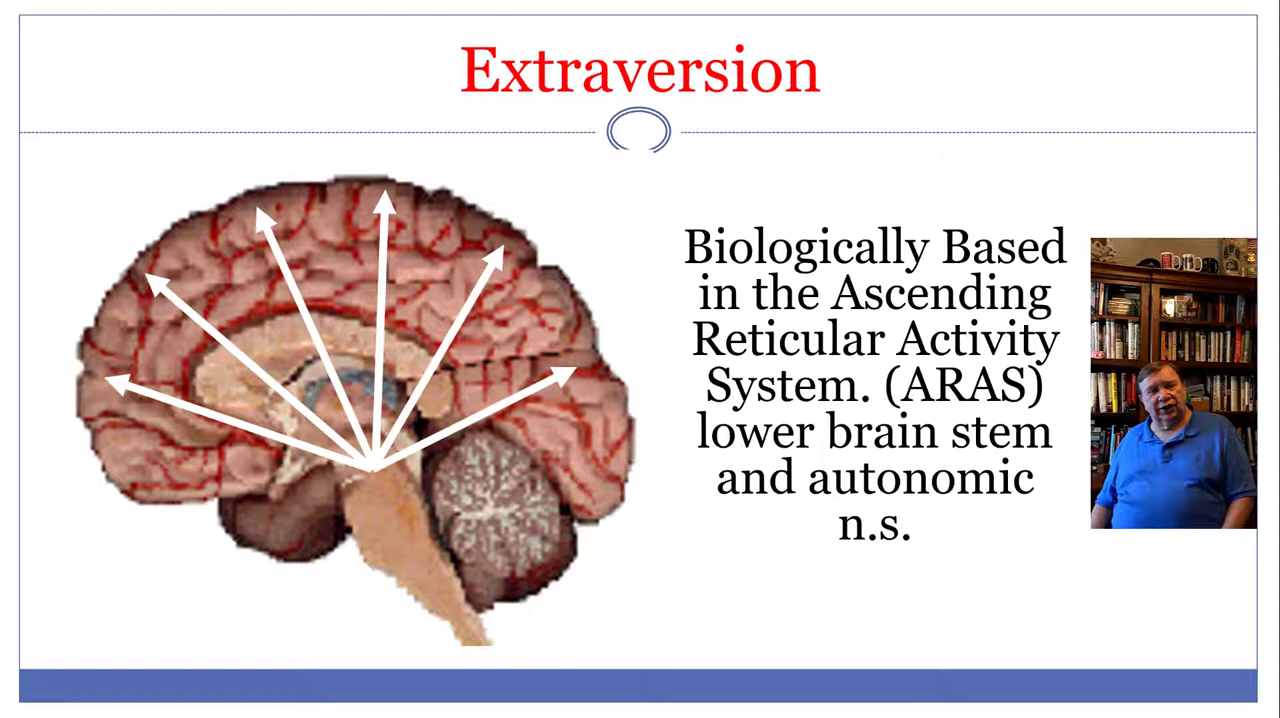 Extraversion
Biologically Based
in the Ascending
Reticular Activity
System. (ARAS)
lower brain stem
and autonomic
n.s.